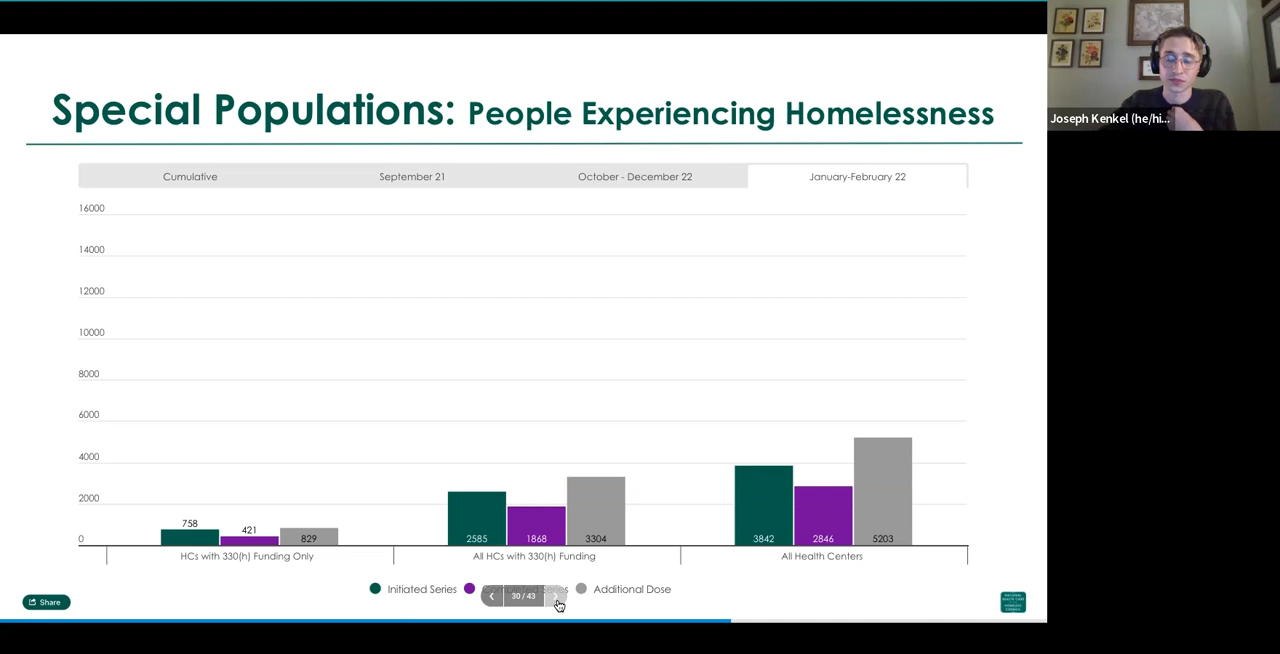 Special Populations: People Experiencing Homelessness
Joseph Kenkel (he/hi...
Cumulative
September 21
October - December 22
January-February 22
16000
14000
12000
10000
8000
6000
4000
2000
0
758
421
829
2585
1868
3304
3842
2846
5203
HCs with 330(h) Funding Only
All HCs with 330(h) Funding
All Health Centers
Initiated Series
Completed Series
Additional Dose
30 / 43
Share